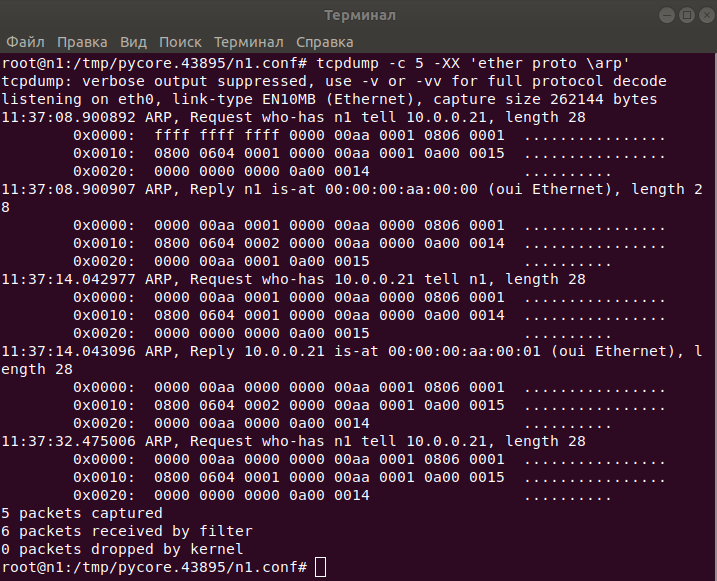 Терминал
Файл Правка Вид Поиск Терминал Справка
root@n1:/tmp/pycore.43895/n1.conf# tcpdump -c 5 -XX 'ether proto \arp'
tcpdump: verbose output suppressed, use -v or -vv for full protocol decode
listening on eth0, link-type EN10MB (Ethernet), capture size 262144 bytes
11:37:08.900892 ARP, Request who-has n1 tell 10.0.0.21, length 28
0x0000:  ffff ffff ffff 0000 00aa 0001 0806 0001  ................
0x0010:  0800 0604 0001 0000 00aa 0001 0a00 0015  ................
0x0020:  0000 0000 0000 0a00 0014                 ..........
11:37:08.900907 ARP, Reply n1 is-at 00:00:00:aa:00:00 (oui Ethernet), length 2
8
0x0000:  0000 00aa 0001 0000 00aa 0000 0806 0001  ................
0x0010:  0800 0604 0002 0000 00aa 0000 0a00 0014  ................
0x0020:  0000 00aa 0001 0a00 0015                 ..........
11:37:14.042977 ARP, Request who-has 10.0.0.21 tell n1, length 28
0x0000:  0000 00aa 0001 0000 00aa 0000 0806 0001  ................
0x0010:  0800 0604 0001 0000 00aa 0000 0a00 0014  ................
0x0020:  0000 0000 0000 0a00 0015                 ..........
11:37:14.043096 ARP, Reply 10.0.0.21 is-at 00:00:00:aa:00:01 (oui Ethernet), l
ength 28
0x0000:  0000 00aa 0000 0000 00aa 0001 0806 0001  ................
0x0010:  0800 0604 0002 0000 00aa 0001 0a00 0015  ................
0x0020:  0000 00aa 0000 0a00 0014                 ..........
11:37:32.475006 ARP, Request who-has n1 tell 10.0.0.21, length 28
0x0000:  0000 00aa 0000 0000 00aa 0001 0806 0001  ................
0x0010:  0800 0604 0001 0000 00aa 0001 0a00 0015  ................
0x0020:  0000 0000 0000 0a00 0014                 ..........
5 packets captured
6 packets received by filter
0 packets dropped by kernel
root@n1:/tmp/pycore.43895/n1.conf#